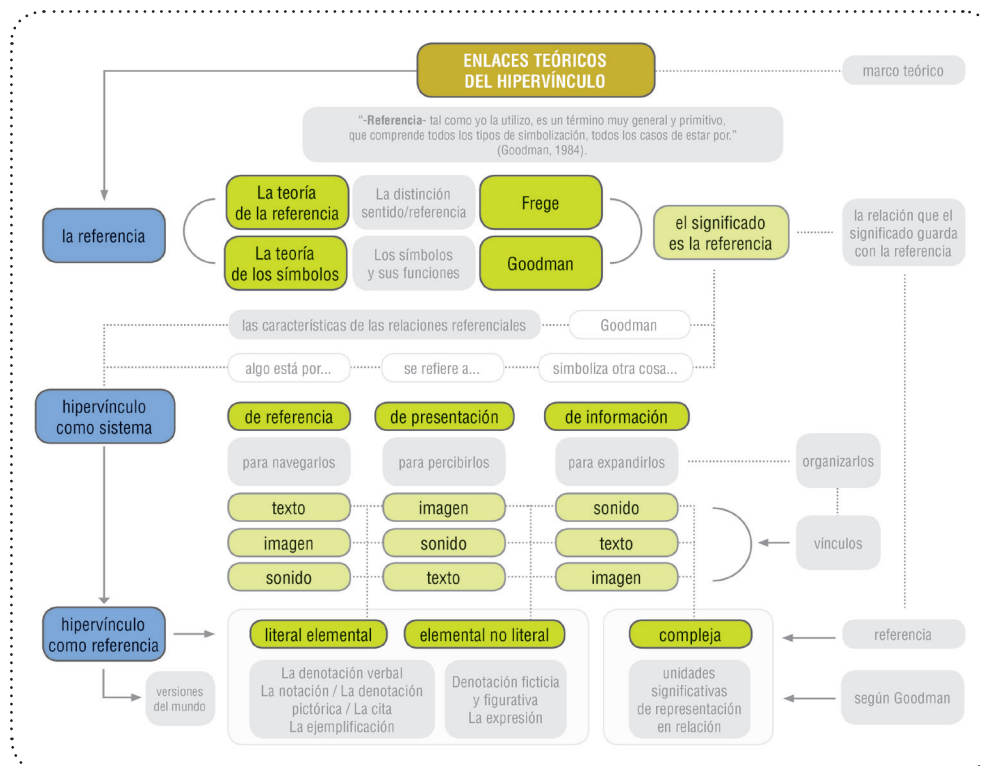 ENLACES TEÓRICOS
DEL HIPERVÍNCULO
marco teórico
"-Referencia- tal como yo la utilizo, es un término muy general y primitivo,
que comprende todos los tipos de simbolización, todos los casos de estar por."
(Goodman, 1984).
la referencia
La teoría
de la referencia
La distinción
sentido/referencia
Frege
La teoría
de los símbolos
Los símbolos
y sus funciones
Goodman
el significado
es la referencia
la relación que el
significado guarda
con la referencia
las características de las relaciones referenciales
Goodman
algo está por...
se refiere a...
simboliza otra cosa...
hipervínculo
como sistema
de referencia
de presentación
de información
para navegarlos
para percibirlos
para expandirlos
organizarlos
texto
imagen
sonido
imagen
sonido
texto
vínculos
sonido
texto
imagen
hipervínculo
como referencia
literal elemental
elemental no literal
compleja
referencia
versiones
del mundo
La denotación verbal
La notación / La denotación
pictórica / La cita
La ejemplificación
Denotación ficticia
y figurativa
La expresión
unidades
significativas
de representación
en relación
según Goodman